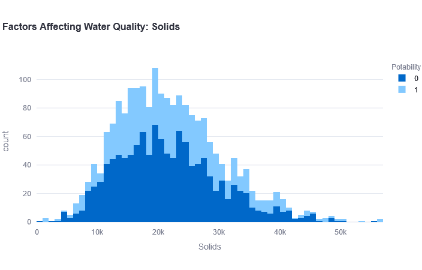 Factors Affecting Water Quality: Solids
Potability
0
1
100
80
60
40
20
0
count
0
10k
20k
30k
40k
50k
Solids